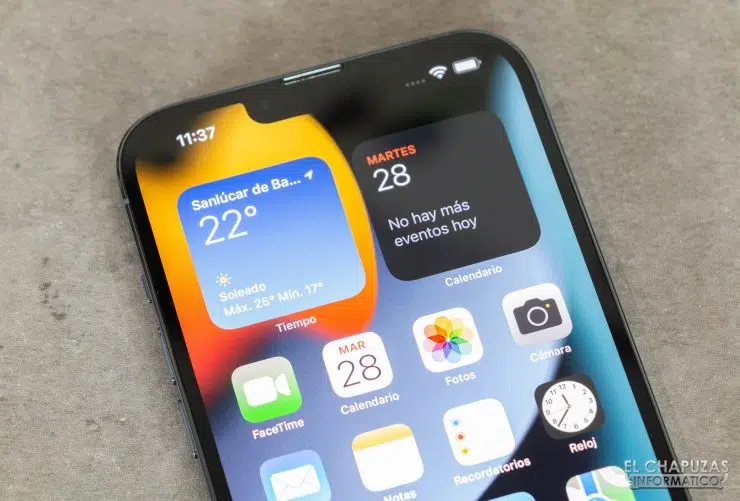 11:37
Sanlúcar de Ba...
22°
Soleado
Máx. 26° Mín. 17°
Tiempo
MARTES
28
No hay más
eventos hoy
Calendario
FaceTime
MAR
28
Calendario
Fotos
Cámara
Notas
Recordatorios
Reloj
EL CHAPUZAS
INFORMÁTICO